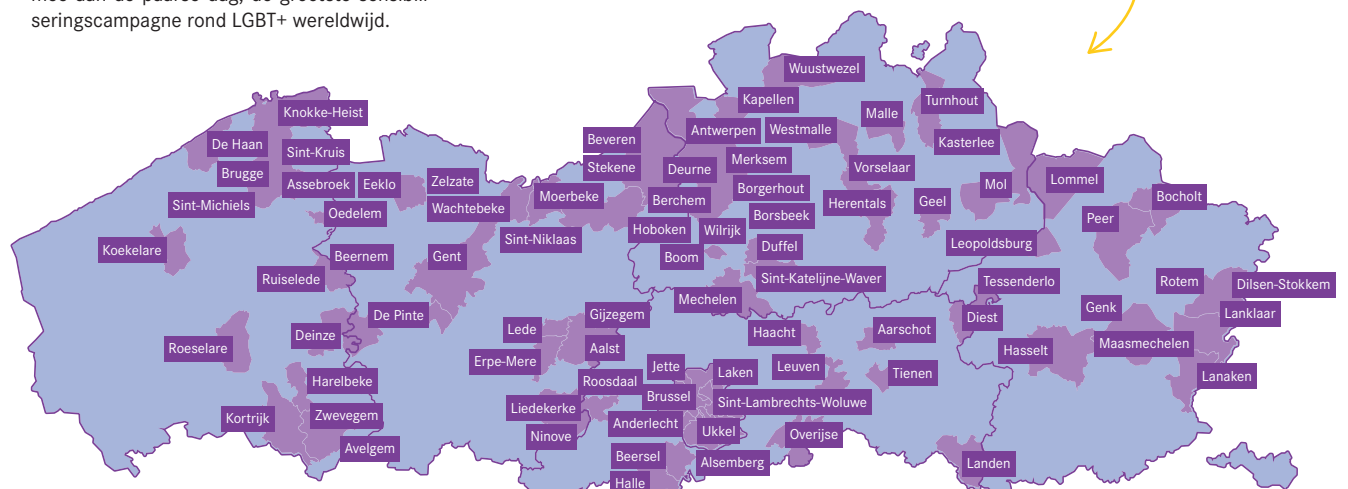 seringscampagne rond LGBT+ wereldwijd.
Wuustwezel
Kapellen
Turnhout
Knokke-Heist
Malle
Antwerpen
Westmalle
Beveren
De Haan
Kasterlee
Sint-Kruis
Merksem
Stekene
Deurne
Vorselaar
Brugge
Lommel
Assebroek
Eeklo
Zelzate
Mol
Borgerhout
Moerbeke
Bocholt
Berchem
Geel
Herentals
Sint-Michiels
Wachtebeke
Oedelem
Borsbeek
Peer
Hoboken
Wilrijk
Sint-Niklaas
Leopoldsburg
Duffel
Koekelare
Beernem
Gent
Boom
Ruiselede
Sint-Katelijne-Waver
Tessenderlo
Rotem
Dilsen-Stokkem
Mechelen
Genk
Lanklaar
De Pinte
Gijzegem
Diest
Lede
Aarschot
Haacht
Deinze
Maasmechelen
Roeselare
Aalst
Hasselt
Erpe-Mere
Jette
Leuven
Laken
Tienen
Lanaken
Harelbeke
Roosdaal
Brussel
Sint-Lambrechts-Woluwe
Liedekerke
Zwevegem
Kortrijk
Anderlecht
Ukkel
Overijse
Ninove
Avelgem
Beersel
Alsemberg
Landen
Halle